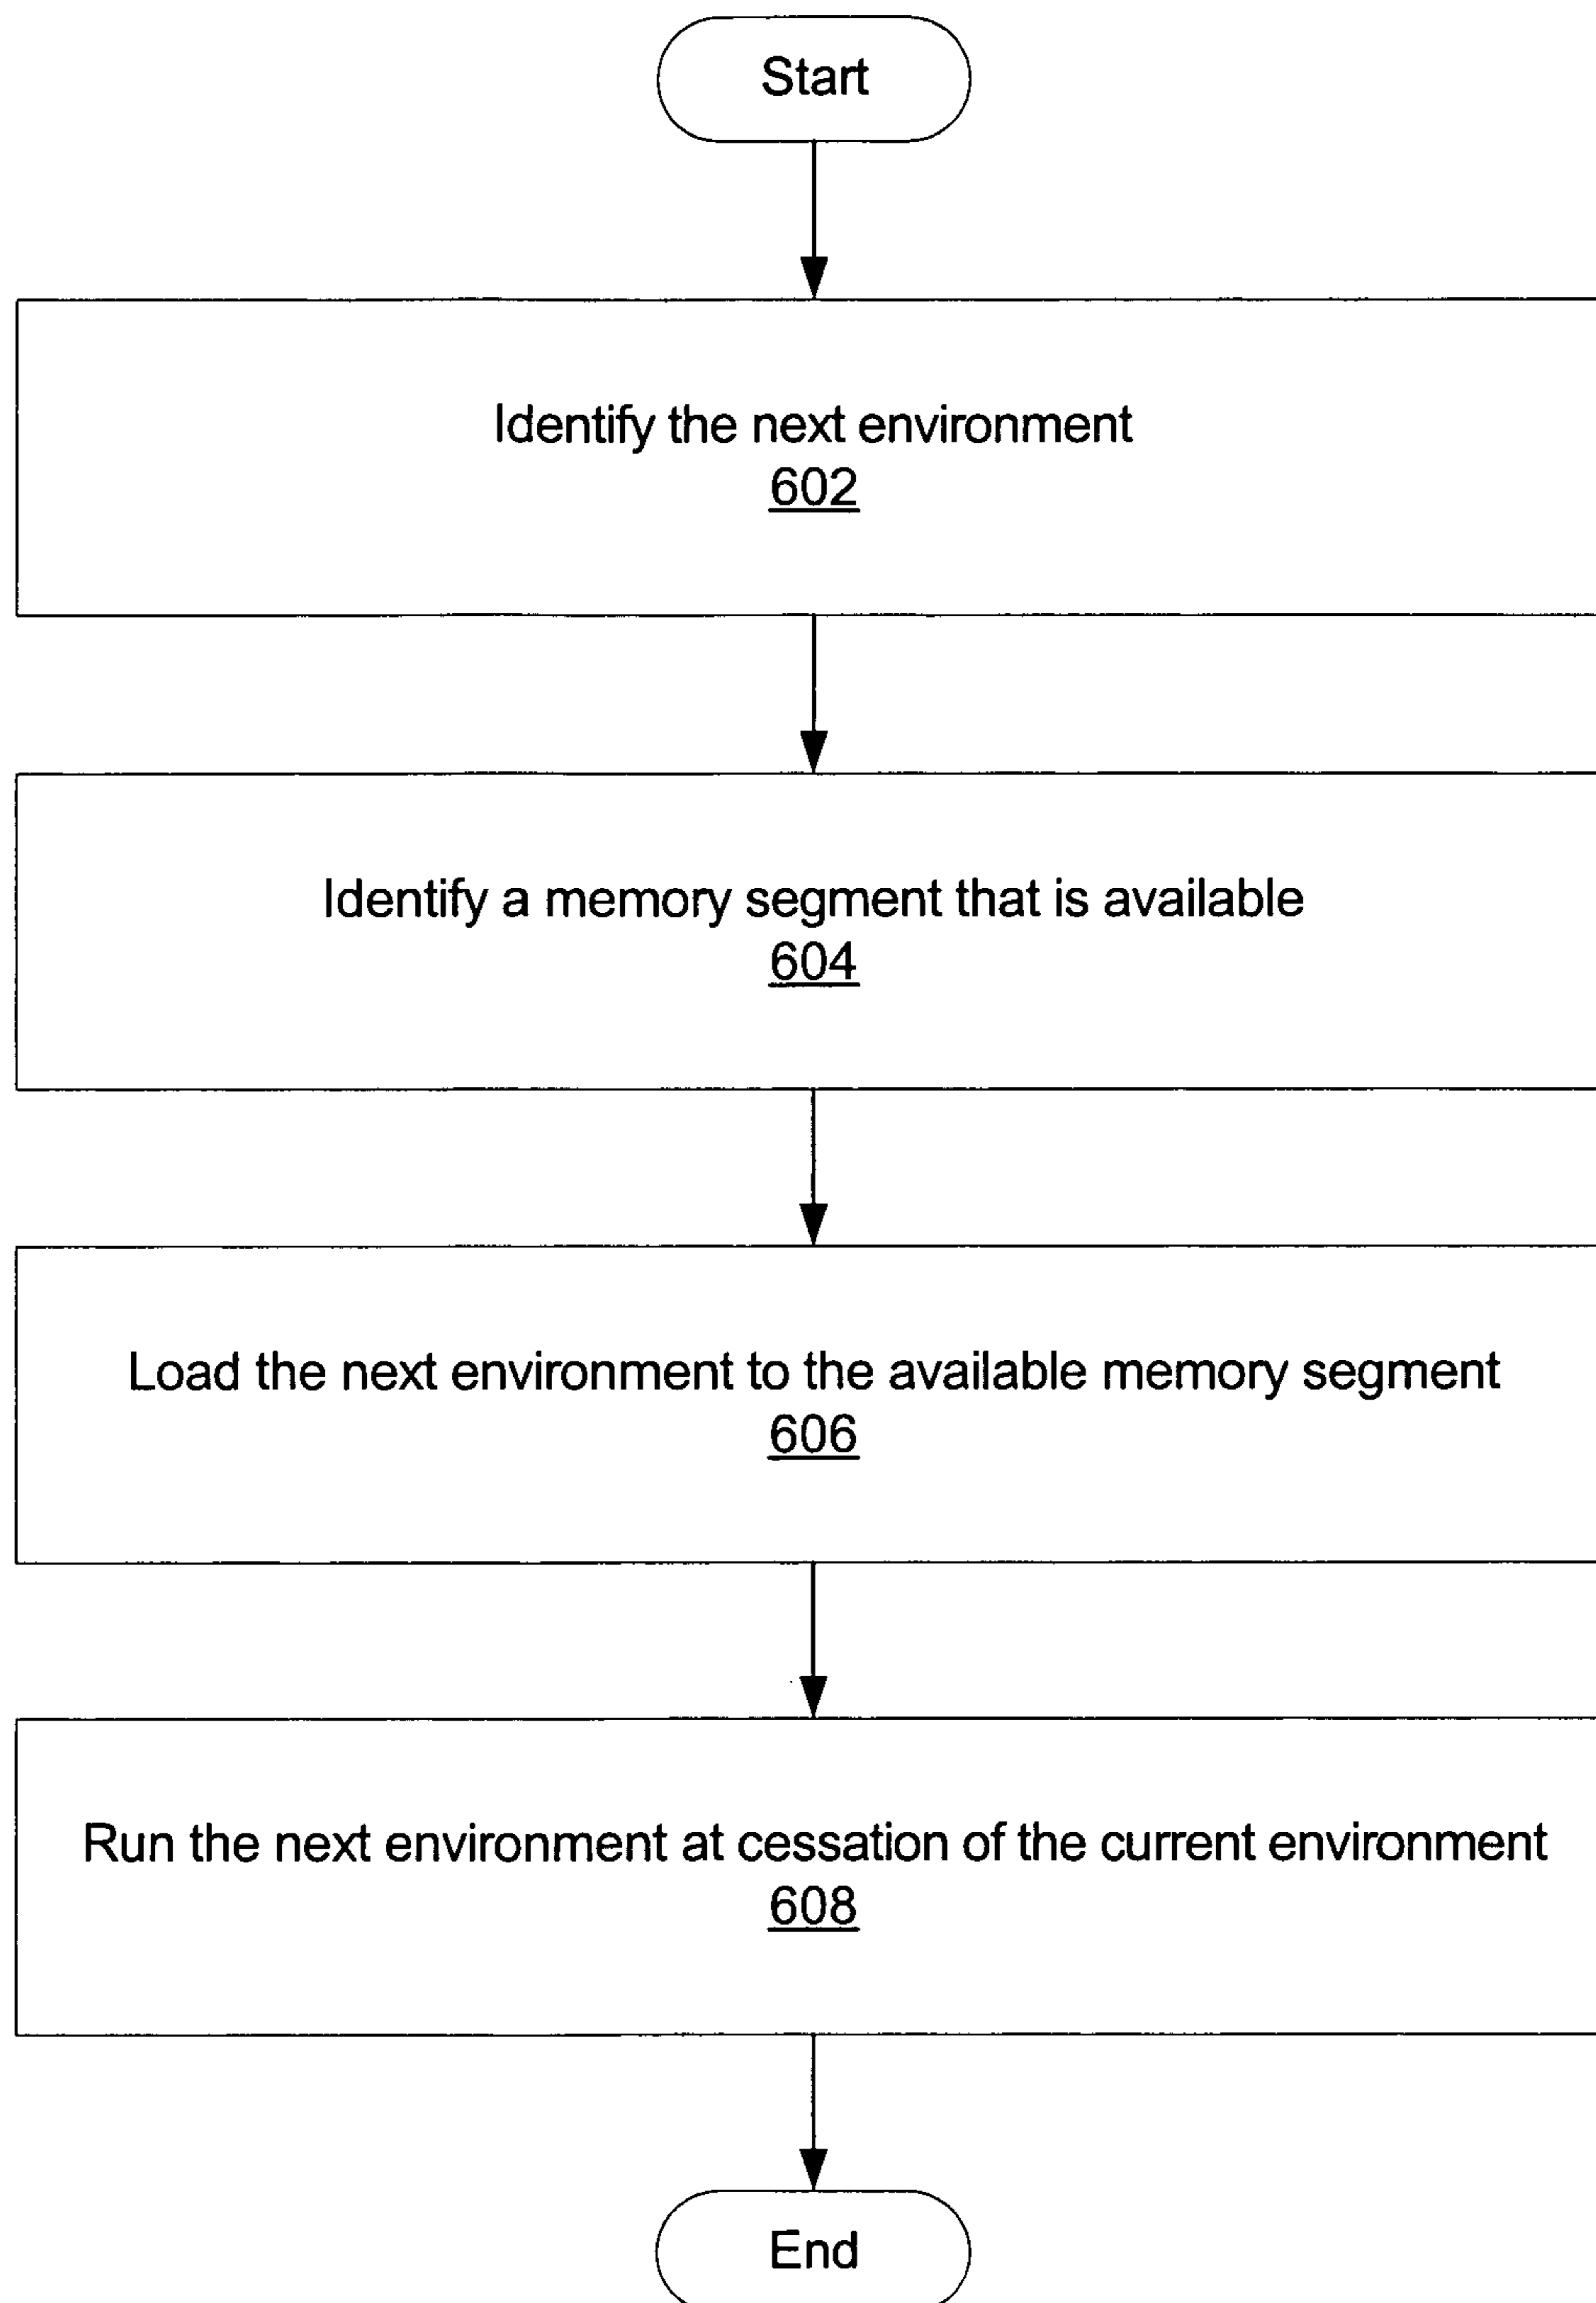 Start
Identify the next environment
602
Identify a memory segment that is available
604
Load the next environment to the available memory segment
606
Run the next environment at cessation of the current environment
608
End